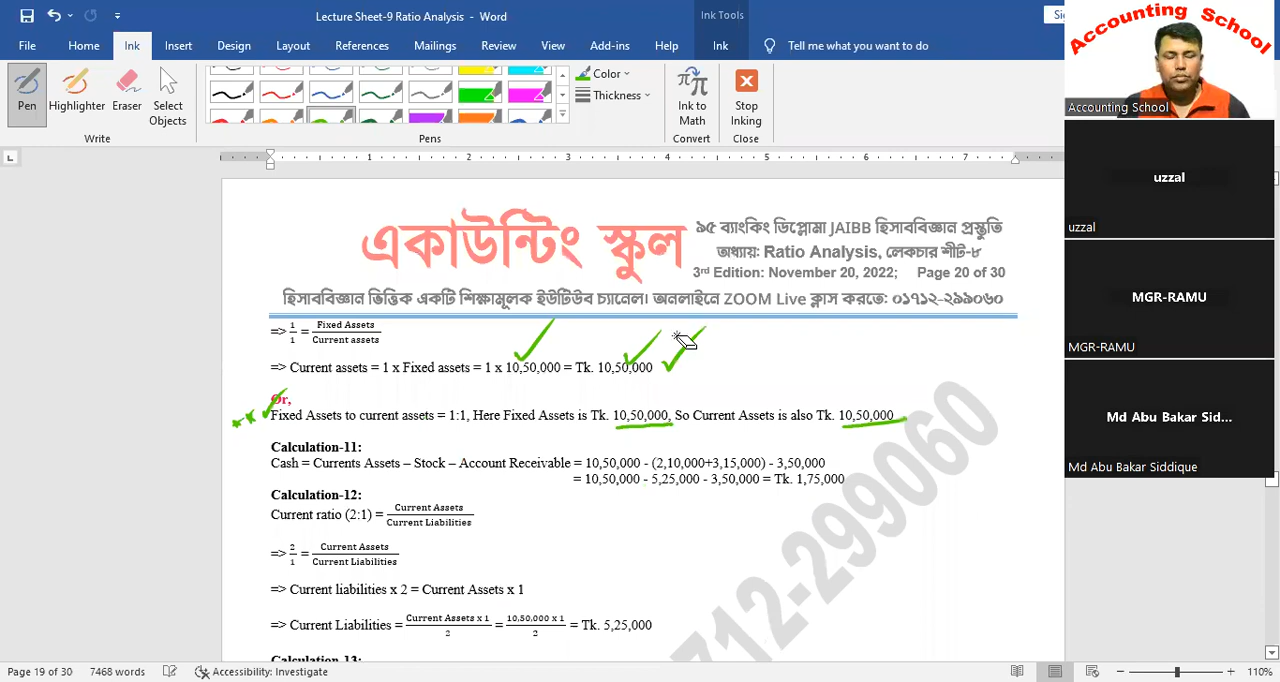 Lecture Sheet-9 Ratio Analysis - Word
Ink Tools
File Home Ink Insert Design Layout References Mailings Review View Add-ins Help Ink Tell me what you want to do
Pen
Highlighter
Eraser
Select Objects
Color
Thickness
Ink to Math
Stop Inking
Write
Pens
Convert
Close
Accounting School
Accounting School
uzzal
uzzal
MGR-RAMU
MGR-RAMU
Md Abu Bakar Sid...
Md Abu Bakar Siddique
1 2 3 4 5 6 7
একাউন্টিং স্কুল
৯৫ ব্যাংকিং ডিপ্লোমা JAIBB হিসাববিজ্ঞান প্রস্তুতি
অধ্যায়: Ratio Analysis, লেকচার শীট-৮
3rd Edition: November 20, 2022; Page 20 of 30
হিসাববিজ্ঞান ভিত্তিক একটি শিক্ষামূলক ইউটিউব চ্যানেল। অনলাইনে ZOOM Live ক্লাস করতে: ০১৭১২-২৯৯০৬০
=> 1/1 = Fixed Assets/Current assets
=> Current assets = 1 x Fixed assets = 1 x 10,50,000 = Tk. 10,50,000
Or,
Fixed Assets to current assets = 1:1, Here Fixed Assets is Tk. 10,50,000, So Current Assets is also Tk. 10,50,000
Calculation-11:
Cash = Currents Assets – Stock – Account Receivable = 10,50,000 - (2,10,000+3,15,000) - 3,50,000
= 10,50,000 - 5,25,000 - 3,50,000 = Tk. 1,75,000
Calculation-12:
Current ratio (2:1) = Current Assets/Current Liabilities
=> 2/1 = Current Assets/Current Liabilities
=> Current liabilities x 2 = Current Assets x 1
=> Current Liabilities = Current Assets x 1/2 = 10,50,000 x 1/2 = Tk. 5,25,000
Calculation-13:
712-299060
Page 19 of 30 7468 words Accessibility: Investigate 110%